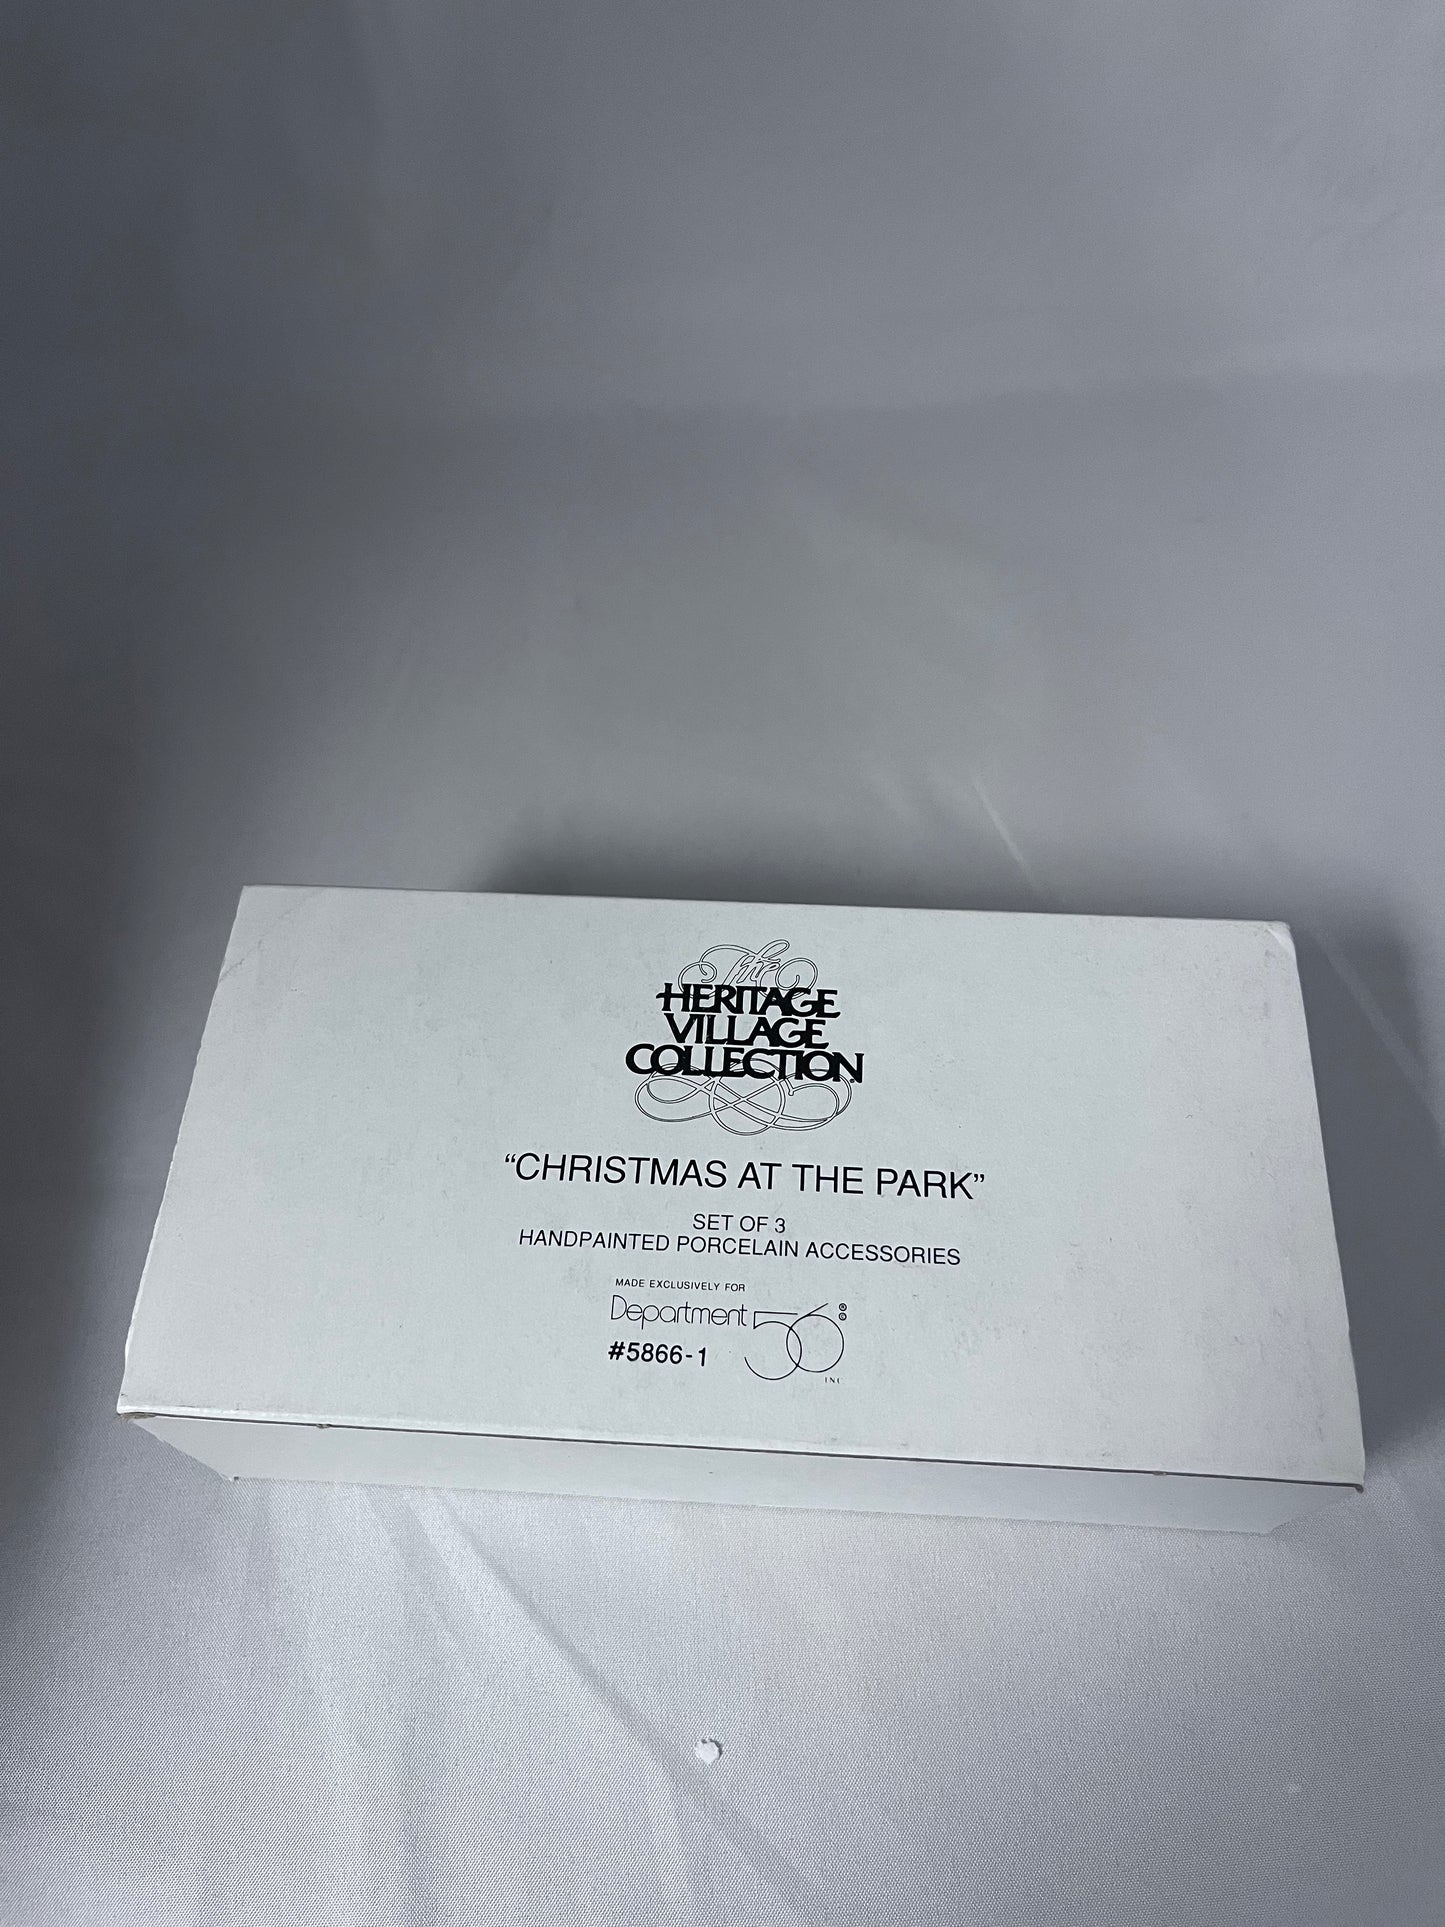 The
HERITAGE
VILLAGE
COLLECTION®
“CHRISTMAS AT THE PARK”
SET OF 3
HANDPAINTED PORCELAIN ACCESSORIES
MADE EXCLUSIVELY FOR
Department 56 ® ©
#5866-1
INC